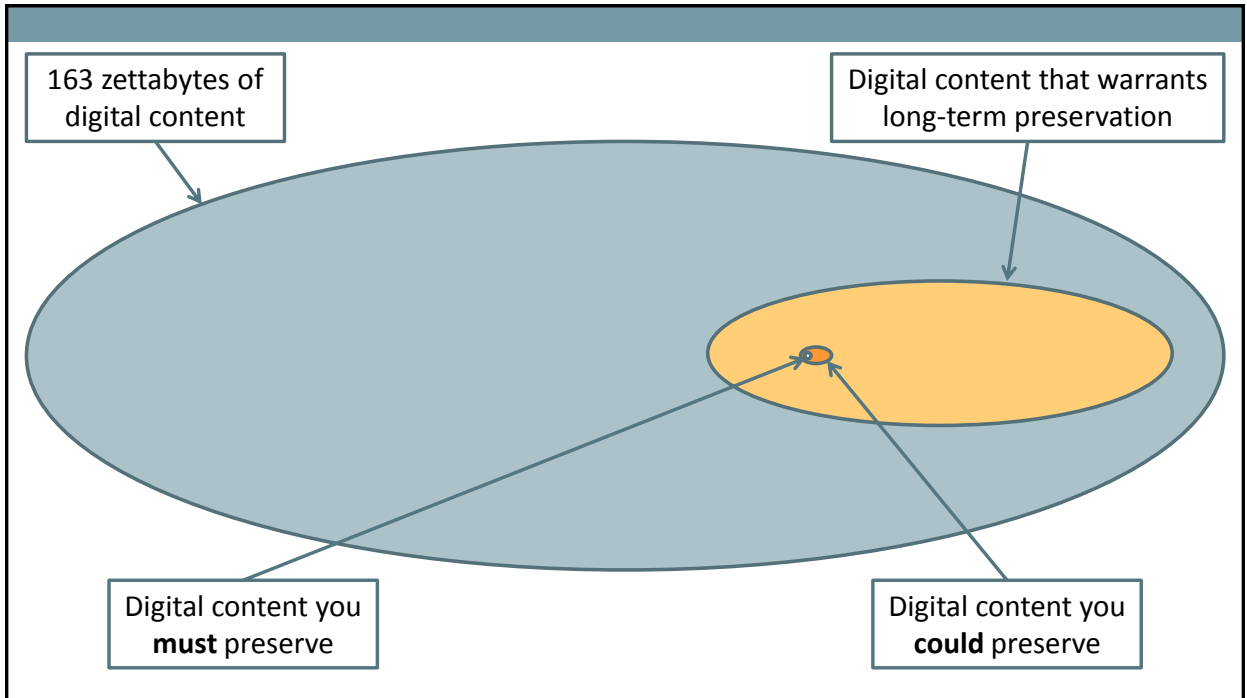 163 zettabytes of
digital content
Digital content that warrants
long-term preservation
Digital content you
must preserve
Digital content you
could preserve